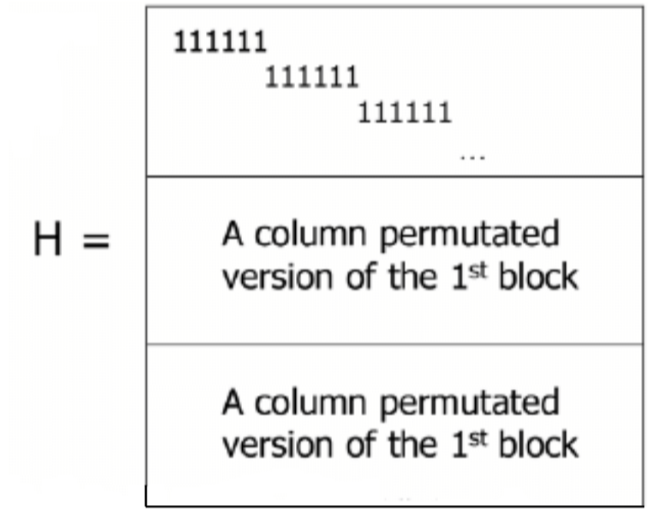 111111
111111
111111
...
H =
A column permutated
version of the 1st block
A column permutated
version of the 1st block